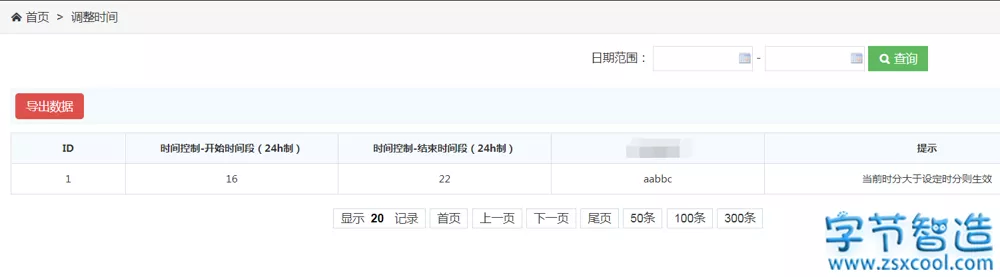 首页 > 调整时间
日期范围： - 查询
导出数据
ID 时间控制-开始时间段（24h制） 时间控制-结束时间段（24h制） 提示
1 16 22 aabbc 当前时分大于设定时分则生效
显示 20 记录 首页 上一页 下一页 尾页 50条 100条 300条
字节智造
www.zsxcool.com